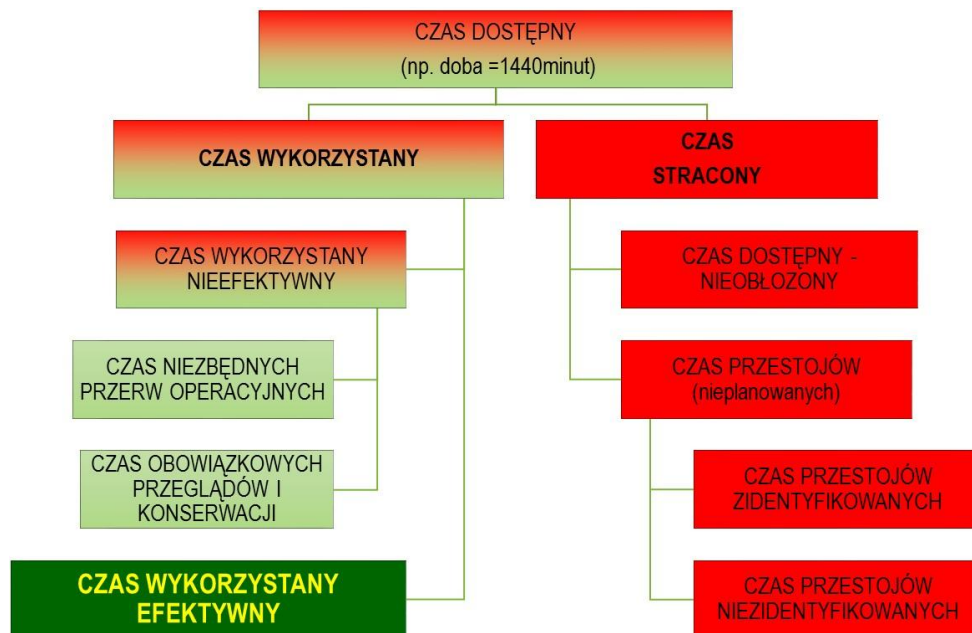 CZAS DOSTĘPNY
(np. doba =1440minut)
CZAS WYKORZYSTANY
CZAS
STRACONY
CZAS WYKORZYSTANY
NIEEFEKTYWNY
CZAS DOSTĘPNY -
NIEOBŁOZONY
CZAS NIEZBĘDNYCH
PRZERW OPERACYJNYCH
CZAS PRZESTOJÓW
(nieplanowanych)
CZAS OBOWIĄZKOWYCH
PRZEGLĄDÓW I
KONSERWACJI
CZAS PRZESTOJÓW
ZIDENTYFIKOWANYCH
CZAS WYKORZYSTANY
EFEKTYWNY
CZAS PRZESTOJÓW
NIEZIDENTYFIKOWANYCH